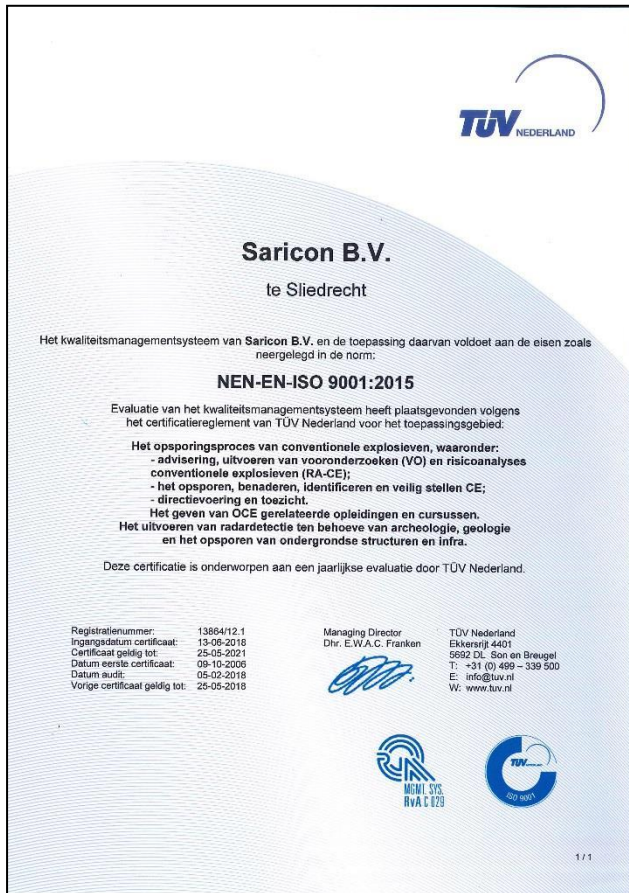 TÜV NEDERLAND
Saricon B.V.
te Sliedrecht
Het kwaliteitsmanagementsysteem van Saricon B.V. en de toepassing daarvan voldoet aan de eisen zoals
neergelegd in de norm:
NEN-EN-ISO 9001:2015
Evaluatie van het kwaliteitsmanagementsysteem heeft plaatsgevonden volgens
het certificatiereglement van TÜV Nederland voor het toepassingsgebied:
Het opsporingsproces van conventionele explosieven, waaronder:
- advisering, uitvoeren van vooronderzoeken (VO) en risicoanalyses
conventionele explosieven (RA-CE);
- het opsporen, benaderen, identificeren en veilig stellen CE;
- directievoering en toezicht.
Het geven van OCE gerelateerde opleidingen en cursussen.
Het uitvoeren van radardetectie ten behoeve van archeologie, geologie
en het opsporen van ondergrondse structuren en infra.
Deze certificatie is onderworpen aan een jaarlijkse evaluatie door TÜV Nederland.
Registratienummer: 13864/12.1
Ingangsdatum certificaat: 13-06-2018
Certificaat geldig tot: 25-05-2021
Datum eerste certificaat: 09-10-2006
Datum audit: 05-02-2018
Vorige certificaat geldig tot: 25-05-2018
Managing Director
Dhr. E.W.A.C. Franken
TÜV Nederland
Ekkersrijt 4401
5692 DL Son en Breugel
T: +31 (0) 499 – 339 500
E: info@tuv.nl
W: www.tuv.nl
MGMT. SYS.
RvA C 029
TÜV
ISO 9001
1 / 1